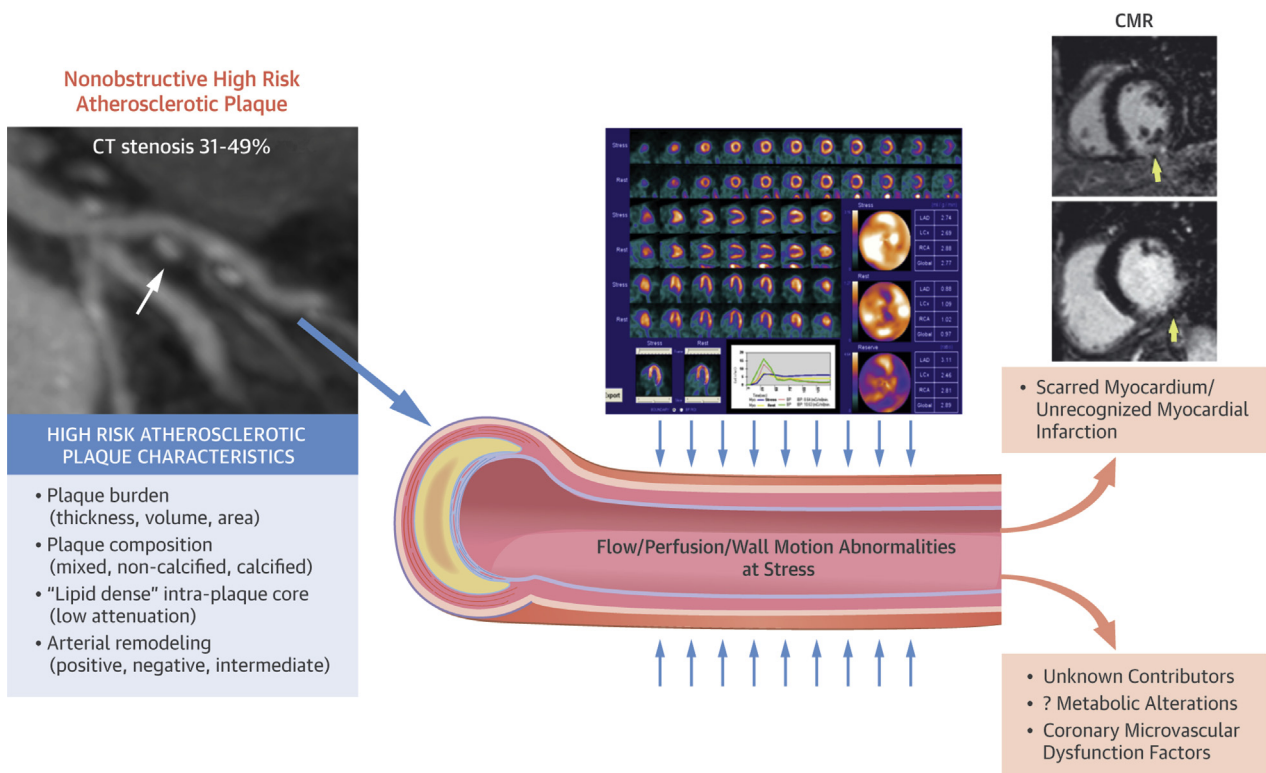 Nonobstructive High Risk
Atherosclerotic Plaque
CT stenosis 31-49%
HIGH RISK ATHEROSCLEROTIC
PLAQUE CHARACTERISTICS
• Plaque burden
(thickness, volume, area)
• Plaque composition
(mixed, non-calcified, calcified)
• “Lipid dense” intra-plaque core
(low attenuation)
• Arterial remodeling
(positive, negative, intermediate)
Stress
Rest
Stress
Rest
Stress
Rest
Stress Rest
Stress
LAD 2.74
LCx 2.69
RCA 2.88
Global 2.77
Rest
LAD 0.88
LCx 1.09
RCA 1.02
Global 0.97
Reserve
LAD 3.11
LCx 2.46
RCA 2.81
Global 2.89
Flow/Perfusion/Wall Motion Abnormalities
at Stress
CMR
• Scarred Myocardium/
Unrecognized Myocardial
Infarction
• Unknown Contributors
• ? Metabolic Alterations
• Coronary Microvascular
Dysfunction Factors